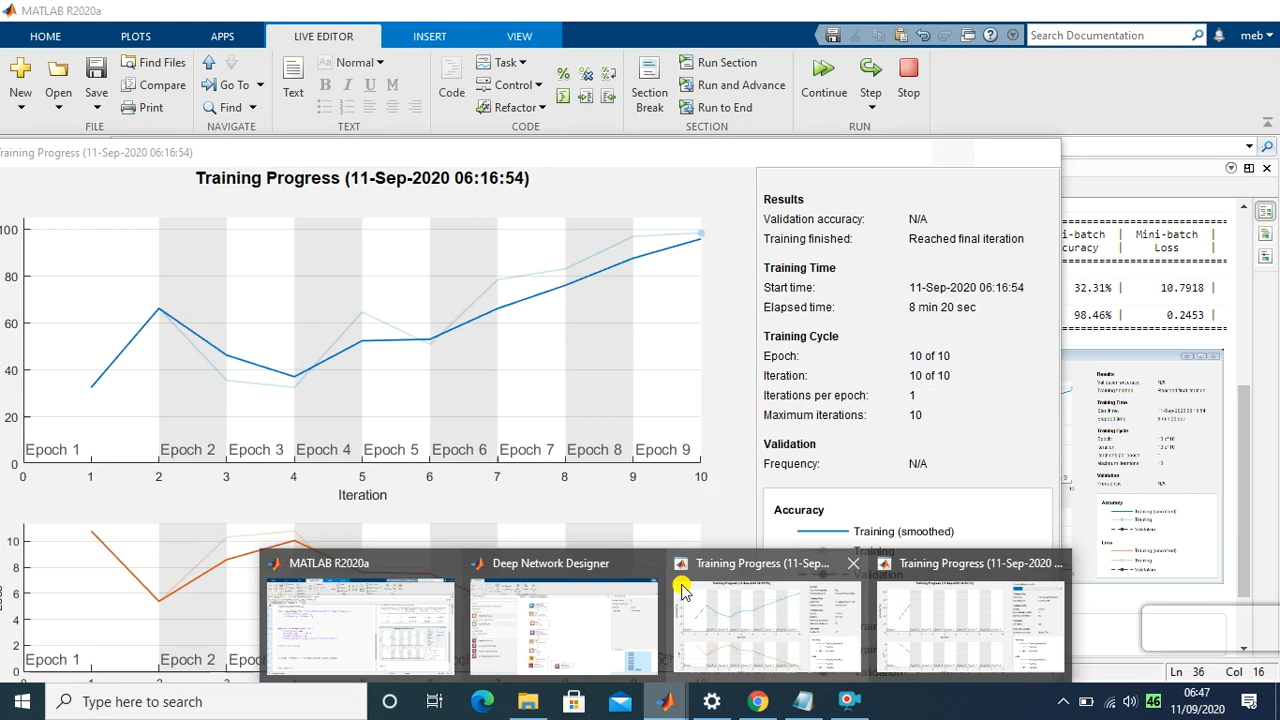 MATLAB R2020a
HOME PLOTS APPS LIVE EDITOR INSERT VIEW Search Documentation meb
New Open Save Find Files Compare Print Go To Find Text Normal B I U M Code Task Control Refactor Section Break Run Section Run and Advance Run to End Continue Step Stop
FILE NAVIGATE TEXT CODE SECTION RUN
Training Progress (11-Sep-2020 06:16:54)
Training Progress (11-Sep-2020 06:16:54)
100
80
60
40
20
0
Epoch 1 Epoch 2 Epoch 3 Epoch 4 Epoch 5 Epoch 6 Epoch 7 Epoch 8 Epoch 9
0 1 2 3 4 5 6 7 8 9 10
Iteration
10
8
6
4
2
0
Epoch 1 Epoch 2
Results
Validation accuracy: N/A
Training finished: Reached final iteration
Training Time
Start time: 11-Sep-2020 06:16:54
Elapsed time: 8 min 20 sec
Training Cycle
Epoch: 10 of 10
Iteration: 10 of 10
Iterations per epoch: 1
Maximum iterations: 10
Validation
Frequency: N/A
Accuracy
Training (smoothed)
Training
Mini-batch
Loss
32.31% | 10.7918 |
98.46% | 0.2453 |
MATLAB R2020a Deep Network Designer Training Progress (11-Sep... Training Progress (11-Sep-2020 ...
Ln 36 Col 16
Type here to search
46
06:47
11/09/2020